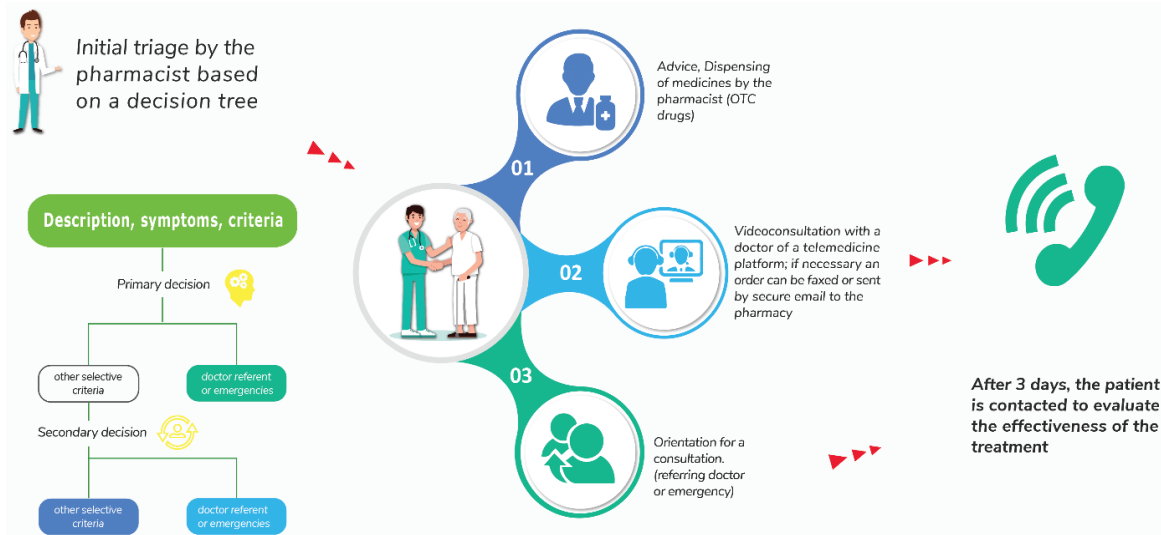 Initial triage by the
pharmacist based
on a decision tree
Description, symptoms, criteria
Primary decision
other selective
criteria
doctor referent
or emergencies
Secondary decision
other selective
criteria
doctor referent
or emergencies
01
Advice, Dispensing
of medicines by the
pharmacist (OTC
drugs)
02
Videoconsultation with a
doctor of a telemedicine
platform; if necessary an
order can be faxed or sent
by secure email to the
pharmacy
03
Orientation for a
consultation.
(referring doctor
or emergency)
After 3 days, the patient
is contacted to evaluate
the effectiveness of the
treatment